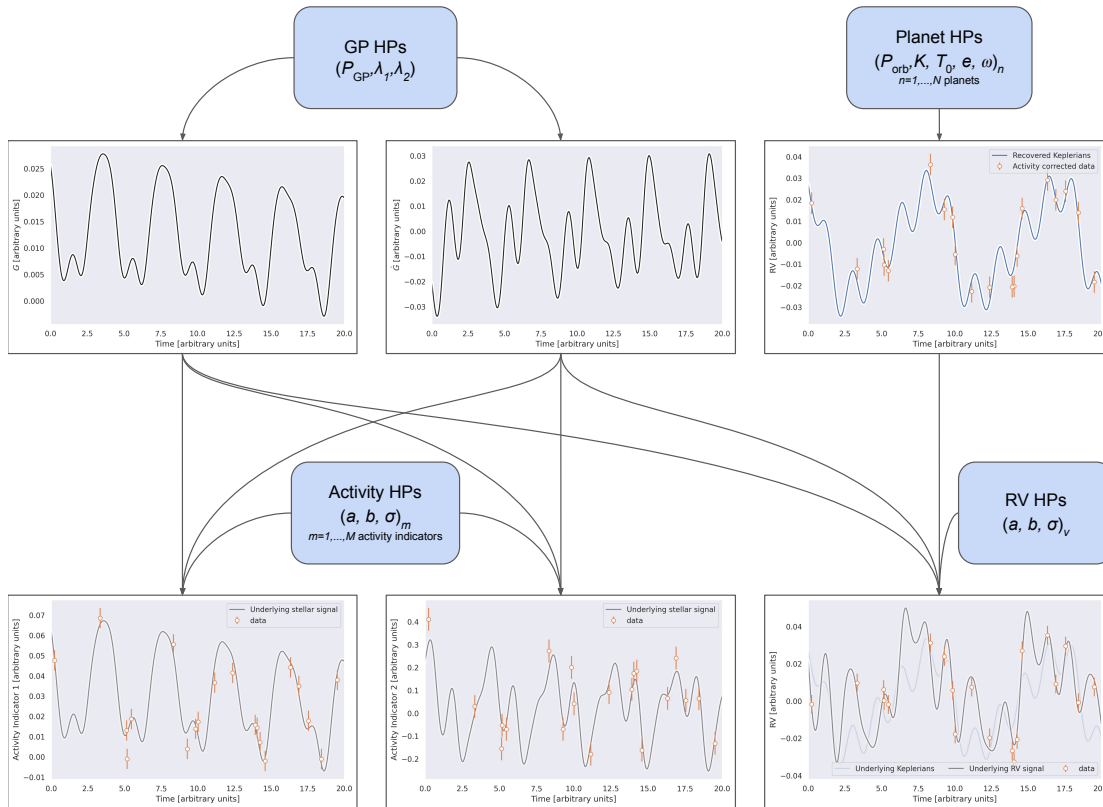 GP HPs
(P_GP, λ_1, λ_2)
Planet HPs
(P_orb, K, T_0, e, ω)_n
n=1,...,N planets
0.025
0.020
0.015
0.010
0.005
0.000
G [arbitrary units]
0.0 2.5 5.0 7.5 10.0 12.5 15.0 17.5 20.0
Time [arbitrary units]
0.03
0.02
0.01
0.00
−0.01
−0.02
−0.03
Ġ [arbitrary units]
0.0 2.5 5.0 7.5 10.0 12.5 15.0 17.5 20.0
Time [arbitrary units]
Recovered Keplerians
Activity corrected data
0.04
0.03
0.02
0.01
0.00
−0.01
−0.02
−0.03
RV [arbitrary units]
0.0 2.5 5.0 7.5 10.0 12.5 15.0 17.5 20.0
Time [arbitrary units]
Activity HPs
(a, b, σ)_m
m=1,...,M activity indicators
RV HPs
(a, b, σ)_v
Underlying stellar signal
data
0.07
0.06
0.05
0.04
0.03
0.02
0.01
0.00
−0.01
Activity Indicator 1 [arbitrary units]
0.0 2.5 5.0 7.5 10.0 12.5 15.0 17.5 20.0
Time [arbitrary units]
Underlying stellar signal
data
0.4
0.3
0.2
0.1
0.0
−0.1
−0.2
Activity Indicator 2 [arbitrary units]
0.0 2.5 5.0 7.5 10.0 12.5 15.0 17.5 20.0
Time [arbitrary units]
0.04
0.02
0.00
−0.02
−0.04
RV [arbitrary units]
Underlying Keplerians
Underlying RV signal
data
0.0 2.5 5.0 7.5 10.0 12.5 15.0 17.5 20.0
Time [arbitrary units]